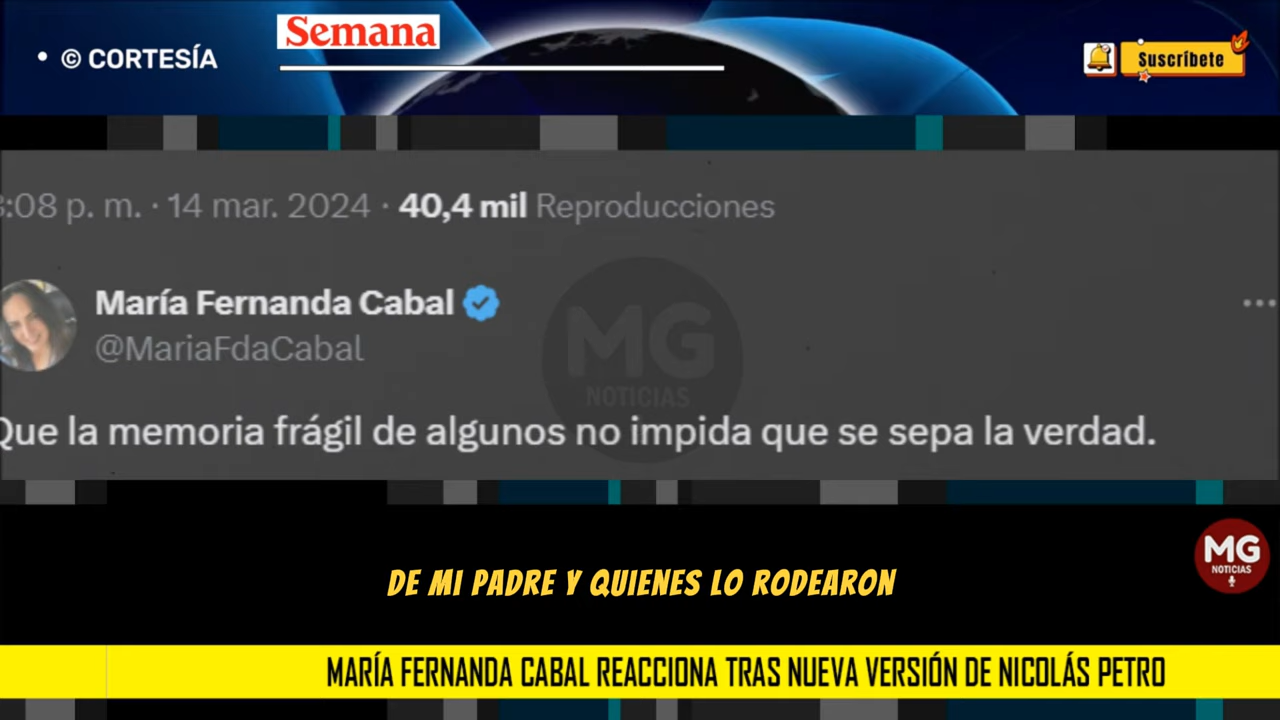 • © CORTESÍA
Semana
Suscríbete
:08 p. m. · 14 mar. 2024 · 40,4 mil Reproducciones
María Fernanda Cabal
@MariaFdaCabal
Que la memoria frágil de algunos no impida que se sepa la verdad.
MG
NOTICIAS
DE MI PADRE Y QUIENES LO RODEARON
MG
NOTICIAS
MARÍA FERNANDA CABAL REACCIONA TRAS NUEVA VERSIÓN DE NICOLÁS PETRO